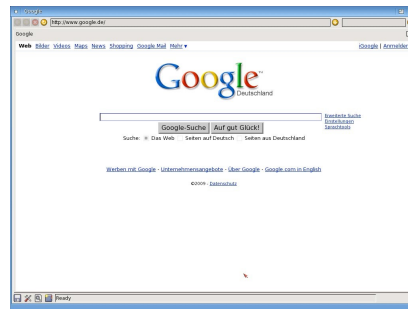 Google
http://www.google.de/
Google
Web Bilder Videos Maps News Shopping Google Mail Mehr ▼ iGoogle | Anmelden
Google™
Deutschland
Erweiterte Suche
Einstellungen
Sprachtools
Google-Suche Auf gut Glück!
Suche: Das Web Seiten auf Deutsch Seiten aus Deutschland
Werben mit Google - Unternehmensangebote - Über Google - Google.com in English
©2009 - Datenschutz
Ready